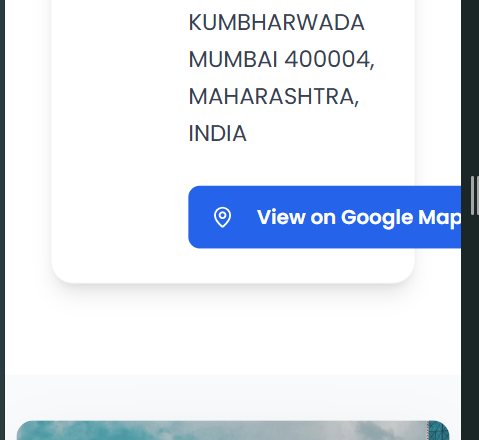 KUMBHARWADA
MUMBAI 400004,
MAHARASHTRA,
INDIA
View on Google Map